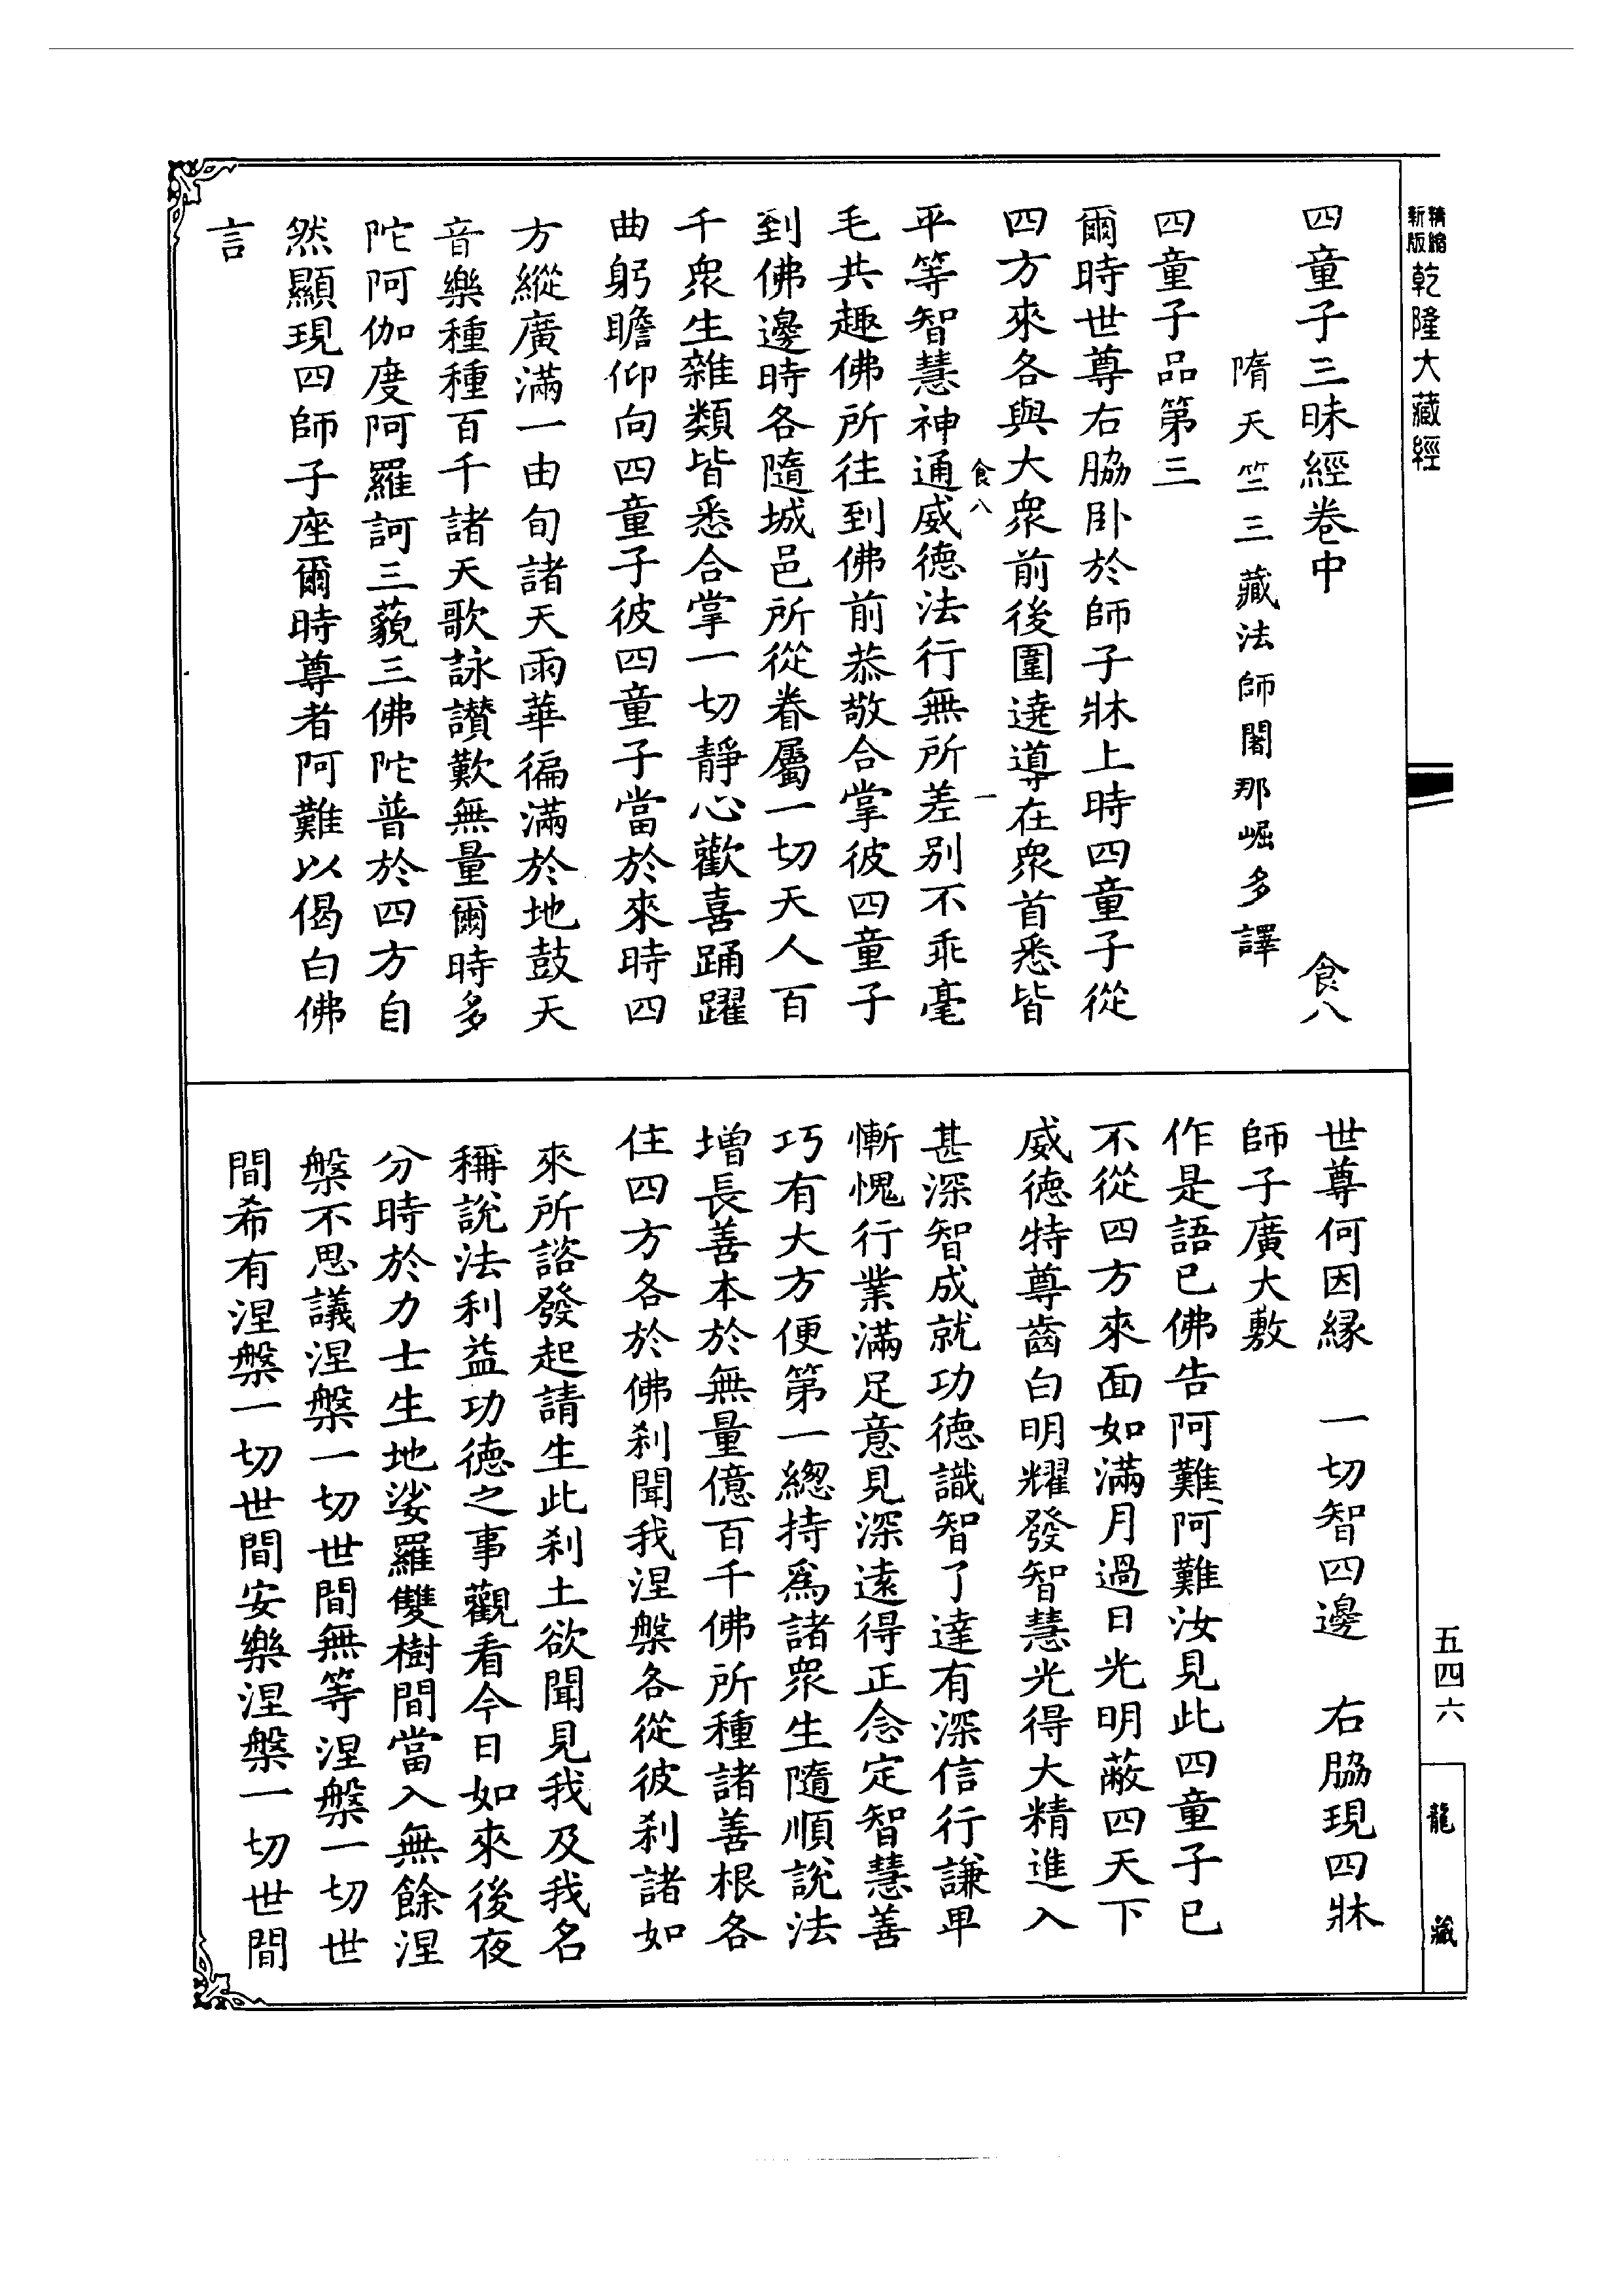 精縮新版乾隆大藏經
四童子三昧經卷中 食八
隋天竺三藏法師闍那崛多譯
四童子品第三
爾時世尊右脇臥於師子牀上時四童子從
四方來各與大衆前後圍遶導在衆首悉皆
食八 一
平等智慧神通威德法行無所差別不乖毫
毛共趣佛所往到佛前恭敬合掌彼四童子
到佛邊時各隨城邑所從眷屬一切天人百
千衆生雜類皆悉合掌一切靜心歡喜踊躍
曲躬瞻仰向四童子彼四童子當於來時四
方縱廣滿一由旬諸天雨華徧滿於地鼓天
音樂種種百千諸天歌詠讃歎無量爾時多
陀阿伽度阿羅訶三藐三佛陀普於四方自
然顯現四師子座爾時尊者阿難以偈白佛
言
世尊何因緣 一切智四邊 右脇現四牀
師子廣大敷
作是語已佛告阿難阿難汝見此四童子已
不從四方來面如滿月過日光明蔽四天下
威德特尊齒白明耀發智慧光得大精進入
甚深智成就功德識智了達有深信行謙卑
慚愧行業滿足意見深遠得正念定智慧善
巧有大方便第一緫持爲諸衆生隨順說法
增長善本於無量億百千佛所種諸善根各
住四方各於佛刹聞我涅槃各從彼刹諸如
來所諮發起請生此刹土欲聞見我及我名
稱說法利益功德之事觀看今日如來後夜
分時於力士生地娑羅雙樹間當入無餘涅
槃不思議涅槃一切世間無等涅槃一切世
間希有涅槃一切世間安樂涅槃一切世間
五四六
龍藏